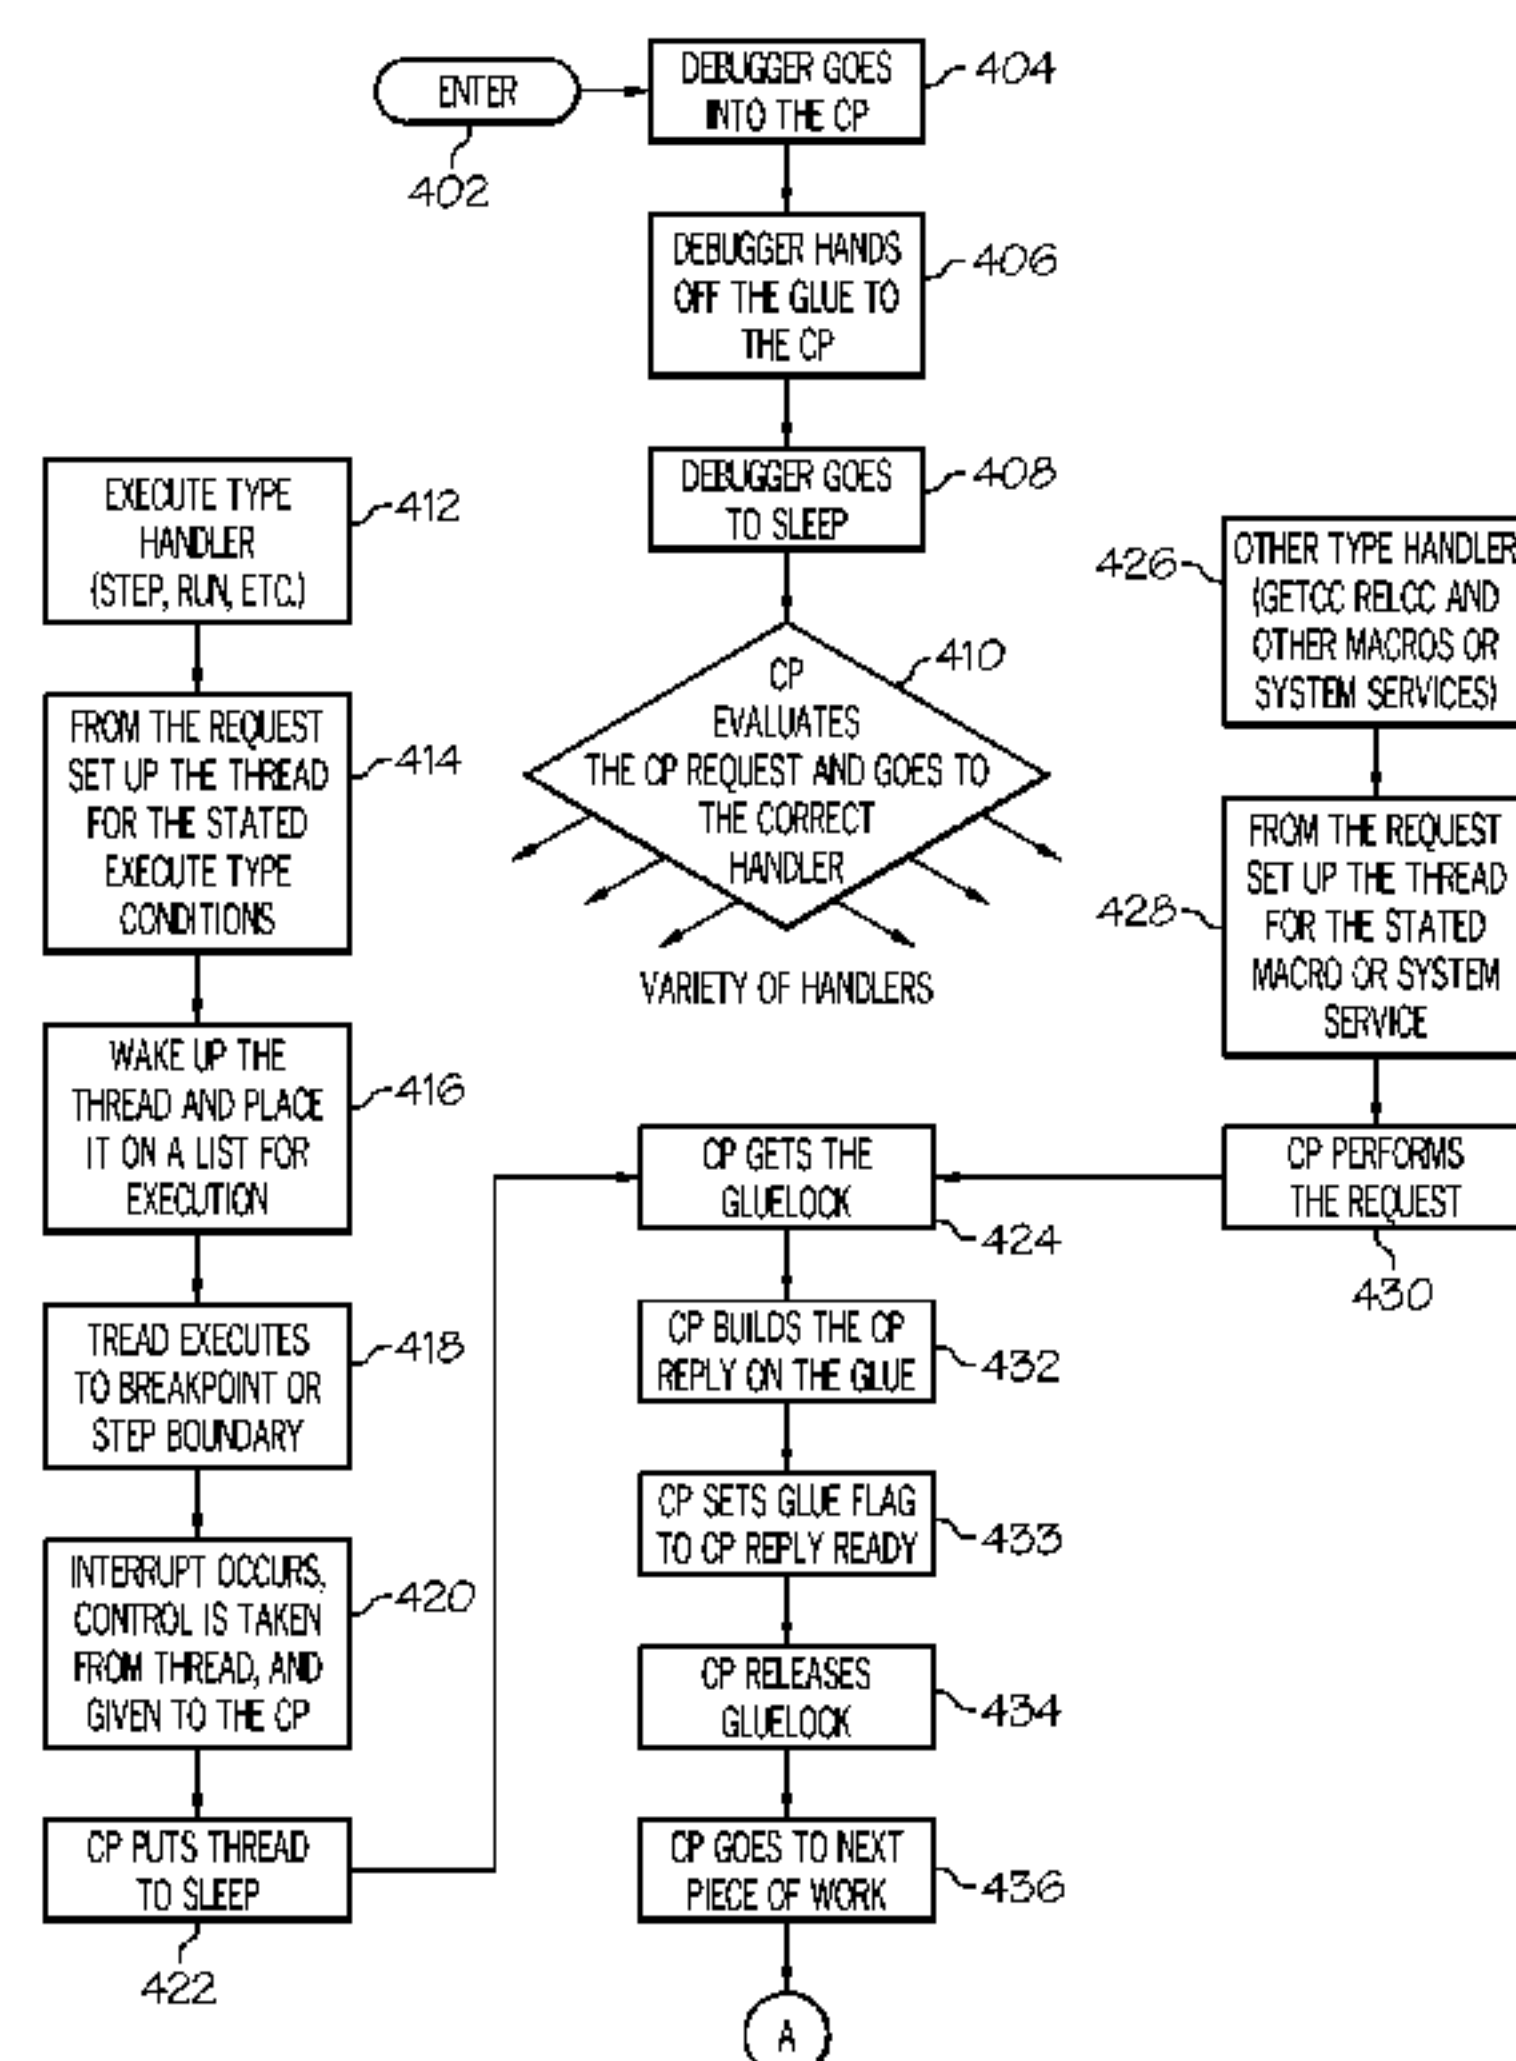 ENTER
402
DEBUGGER GOES
INTO THE CP
404
DEBUGGER HANDS
OFF THE GLUE TO
THE CP
406
DEBUGGER GOES
TO SLEEP
408
CP
EVALUATES
THE CP REQUEST AND GOES TO
THE CORRECT
HANDLER
410
VARIETY OF HANDLERS
EXECUTE TYPE
HANDLER
(STEP, RUN, ETC.)
412
FROM THE REQUEST
SET UP THE THREAD
FOR THE STATED
EXECUTE TYPE
CONDITIONS
414
WAKE UP THE
THREAD AND PLACE
IT ON A LIST FOR
EXECUTION
416
TREAD EXECUTES
TO BREAKPOINT OR
STEP BOUNDARY
418
INTERRUPT OCCURS,
CONTROL IS TAKEN
FROM THREAD, AND
GIVEN TO THE CP
420
CP PUTS THREAD
TO SLEEP
422
426
OTHER TYPE HANDLER
(GETCC RELCC AND
OTHER MACROS OR
SYSTEM SERVICES)
428
FROM THE REQUEST
SET UP THE THREAD
FOR THE STATED
MACRO OR SYSTEM
SERVICE
CP PERFORMS
THE REQUEST
430
CP GETS THE
GLUELOCK
424
CP BUILDS THE CP
REPLY ON THE GLUE
432
CP SETS GLUE FLAG
TO CP REPLY READY
433
CP RELEASES
GLUELOCK
434
CP GOES TO NEXT
PIECE OF WORK
436
A